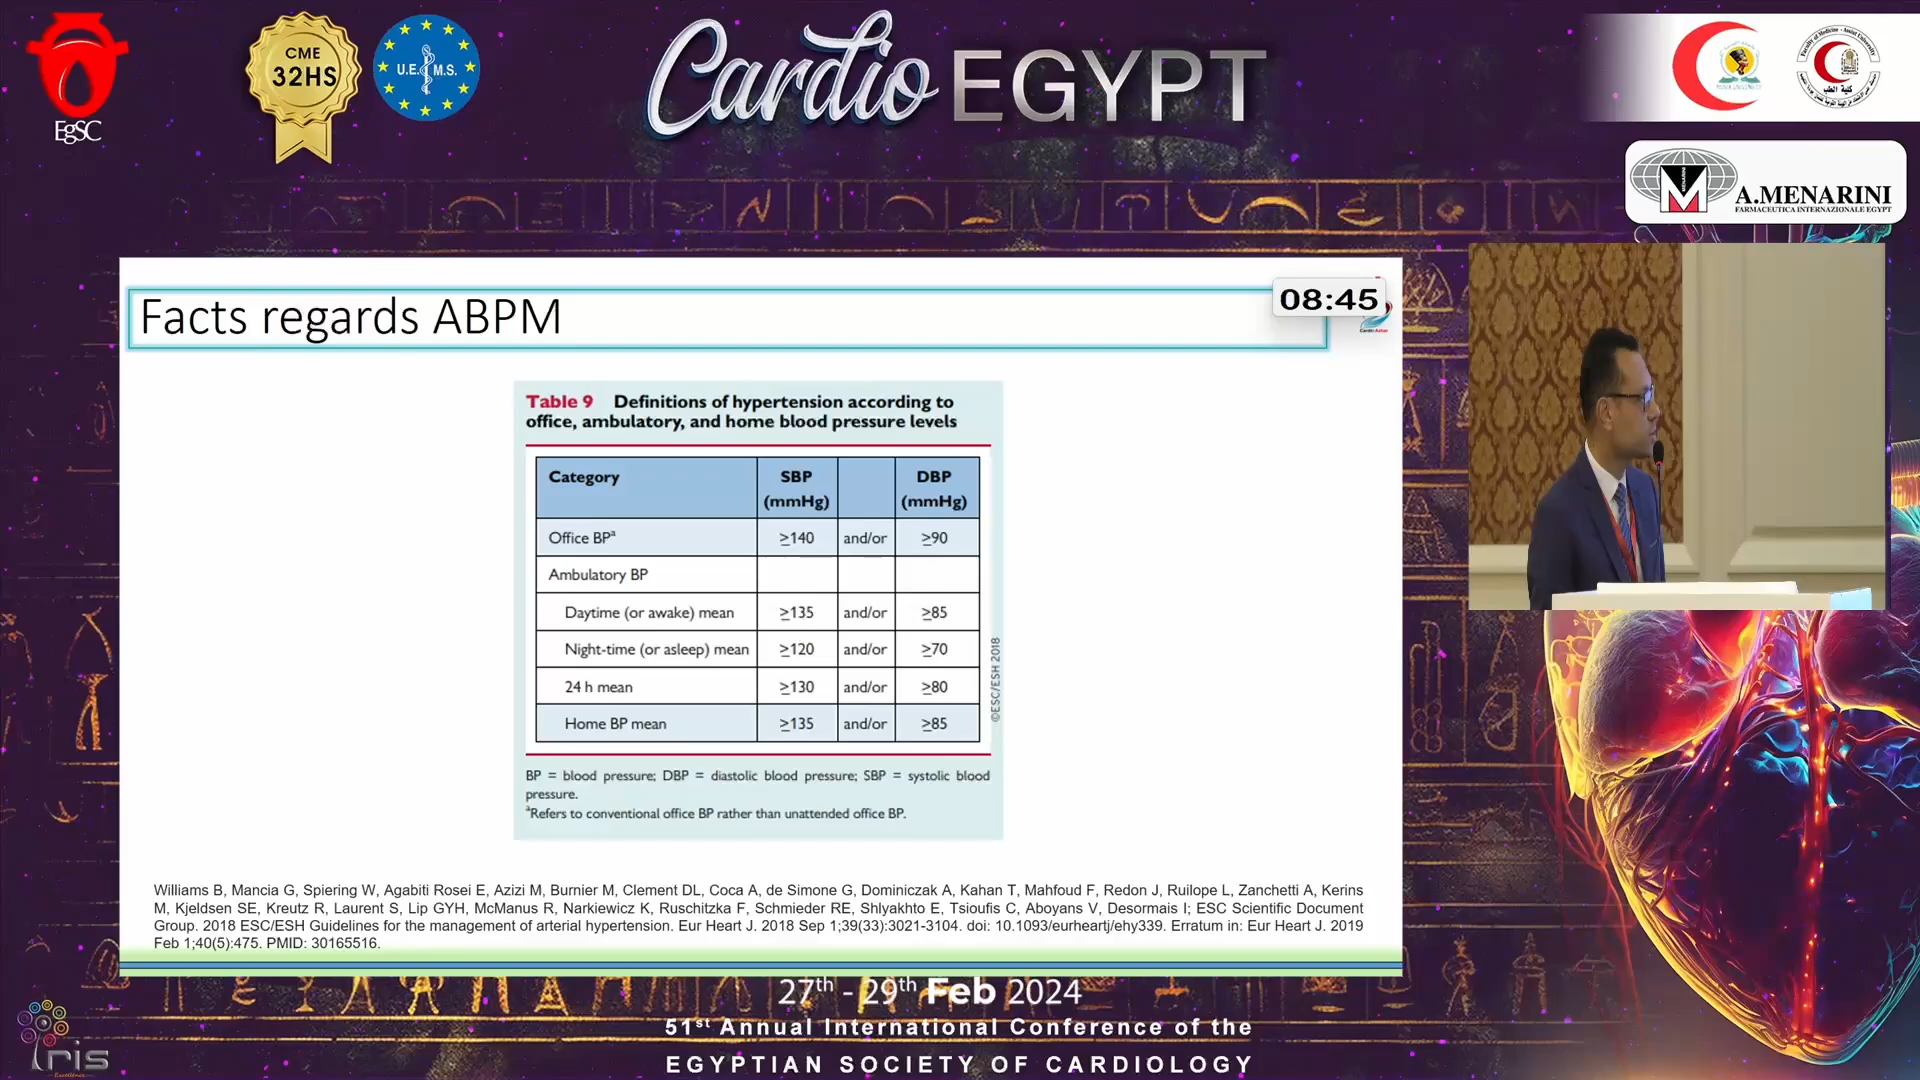 EgSC
CME
32HS
U.E.M.S.
Cardio EGYPT
A.MENARINI
FARMACEUTICA INTERNAZIONALE EGYPT
Facts regards ABPM
08:45
Table 9 Definitions of hypertension according to
office, ambulatory, and home blood pressure levels
Category SBP (mmHg) DBP (mmHg)
Office BPa ≥140 and/or ≥90
Ambulatory BP
Daytime (or awake) mean ≥135 and/or ≥85
Night-time (or asleep) mean ≥120 and/or ≥70
24 h mean ≥130 and/or ≥80
Home BP mean ≥135 and/or ≥85
©ESC/ESH 2018
BP = blood pressure; DBP = diastolic blood pressure; SBP = systolic blood
pressure.
aRefers to conventional office BP rather than unattended office BP.
Williams B, Mancia G, Spiering W, Agabiti Rosei E, Azizi M, Burnier M, Clement DL, Coca A, de Simone G, Dominiczak A, Kahan T, Mahfoud F, Redon J, Ruilope L, Zanchetti A, Kerins
M, Kjeldsen SE, Kreutz R, Laurent S, Lip GYH, McManus R, Narkiewicz K, Ruschitzka F, Schmieder RE, Shlyakhto E, Tsioufis C, Aboyans V, Desormais I; ESC Scientific Document
Group. 2018 ESC/ESH Guidelines for the management of arterial hypertension. Eur Heart J. 2018 Sep 1;39(33):3021-3104. doi: 10.1093/eurheartj/ehy339. Erratum in: Eur Heart J. 2019
Feb 1;40(5):475. PMID: 30165516.
27th - 29th Feb 2024
51st Annual International Conference of the
EGYPTIAN SOCIETY OF CARDIOLOGY
Iris